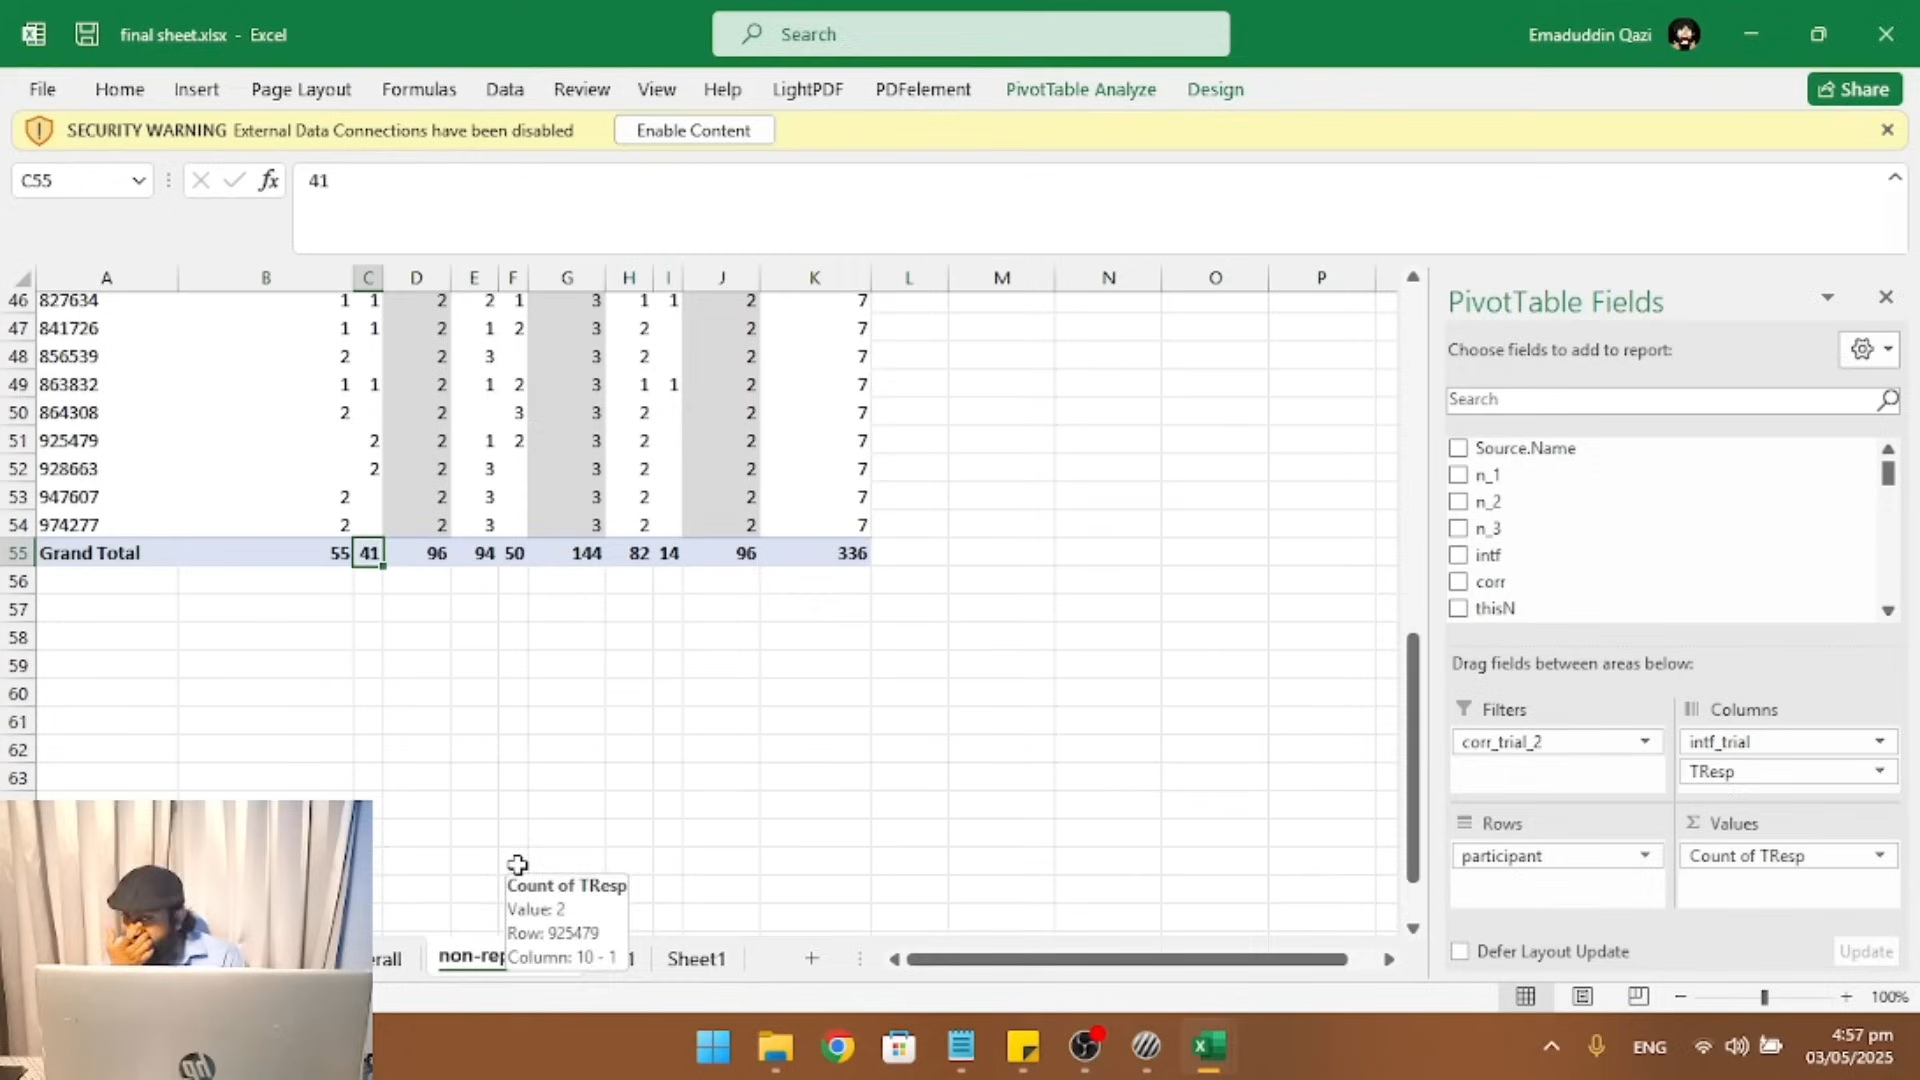 final sheet.xlsx - Excel
Search
Emaduddin Qazi
File Home Insert Page Layout Formulas Data Review View Help LightPDF PDFelement PivotTable Analyze Design
Share
SECURITY WARNING External Data Connections have been disabled
Enable Content
C55
fx
41
A B C D E F G H I J K L M N O P
46 827634 1 1 2 2 1 3 1 1 2 7
47 841726 1 1 2 1 2 3 2 2 7
48 856539 2 2 3 3 2 2 7
49 863832 1 1 2 1 2 3 1 1 2 7
50 864308 2 2 3 3 2 2 7
51 925479 2 2 1 2 3 2 2 7
52 928663 2 2 3 3 2 2 7
53 947607 2 2 3 3 2 2 7
54 974277 2 2 3 3 2 2 7
55 Grand Total 55 41 96 94 50 144 82 14 96 336
56
57
58
59
60
61
62
63
PivotTable Fields
Choose fields to add to report:
Search
Source.Name
n_1
n_2
n_3
intf
corr
thisN
Drag fields between areas below:
Filters
corr_trial_2
Columns
intf_trial
TResp
Rows
participant
Values
Count of TResp
Defer Layout Update
Update
Count of TResp
Value: 2
Row: 925479
Column: 10 - 1
erall
non-rep
1
Sheet1
100%
hp
ENG
4:57 pm
03/05/2025